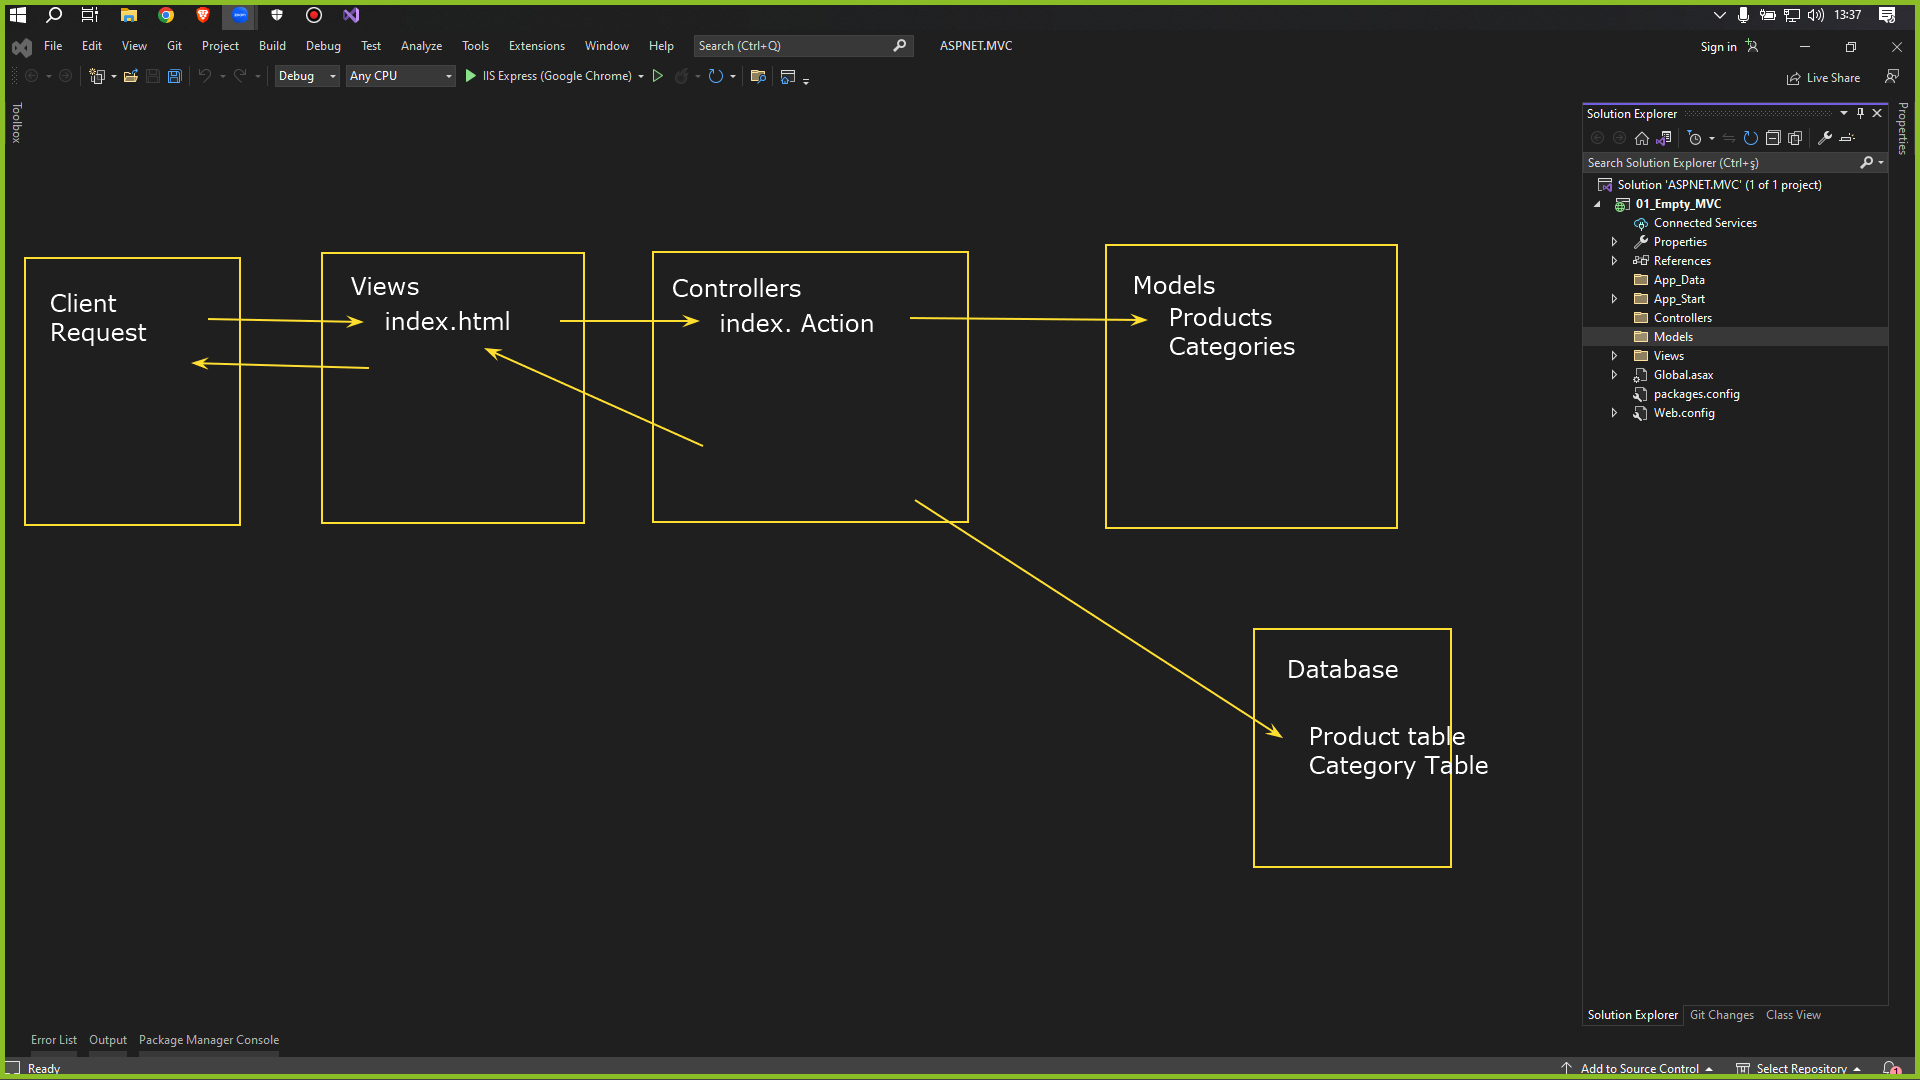 13:37
File Edit View Git Project Build Debug Test Analyze Tools Extensions Window Help Search (Ctrl+Q) ASPNET.MVC Sign in
Debug Any CPU IIS Express (Google Chrome) Live Share
Toolbox
Properties
Solution Explorer
Search Solution Explorer (Ctrl+ş)
Solution 'ASPNET.MVC' (1 of 1 project)
01_Empty_MVC
Connected Services
Properties
References
App_Data
App_Start
Controllers
Models
Views
Global.asax
packages.config
Web.config
Client
Request
Views
index.html
Controllers
index. Action
Models
Products
Categories
Database
Product table
Category Table
Solution Explorer Git Changes Class View
Error List Output Package Manager Console
Ready Add to Source Control Select Repository 1